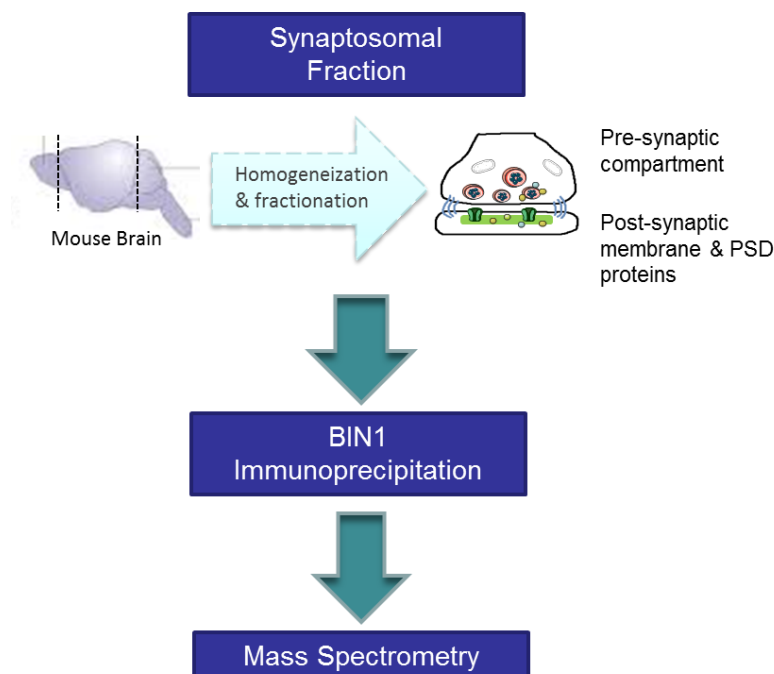 Synaptosomal
Fraction
Homogeneization
& fractionation
Mouse Brain
Pre-synaptic
compartment
Post-synaptic
membrane & PSD
proteins
BIN1
Immunoprecipitation
Mass Spectrometry